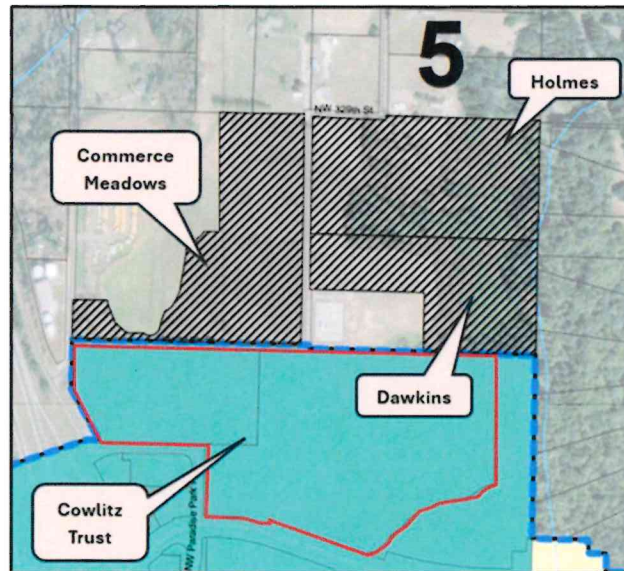 5
Holmes
NW 329th St
Commerce
Meadows
Dawkins
Cowlitz
Trust
NW Paradise Park